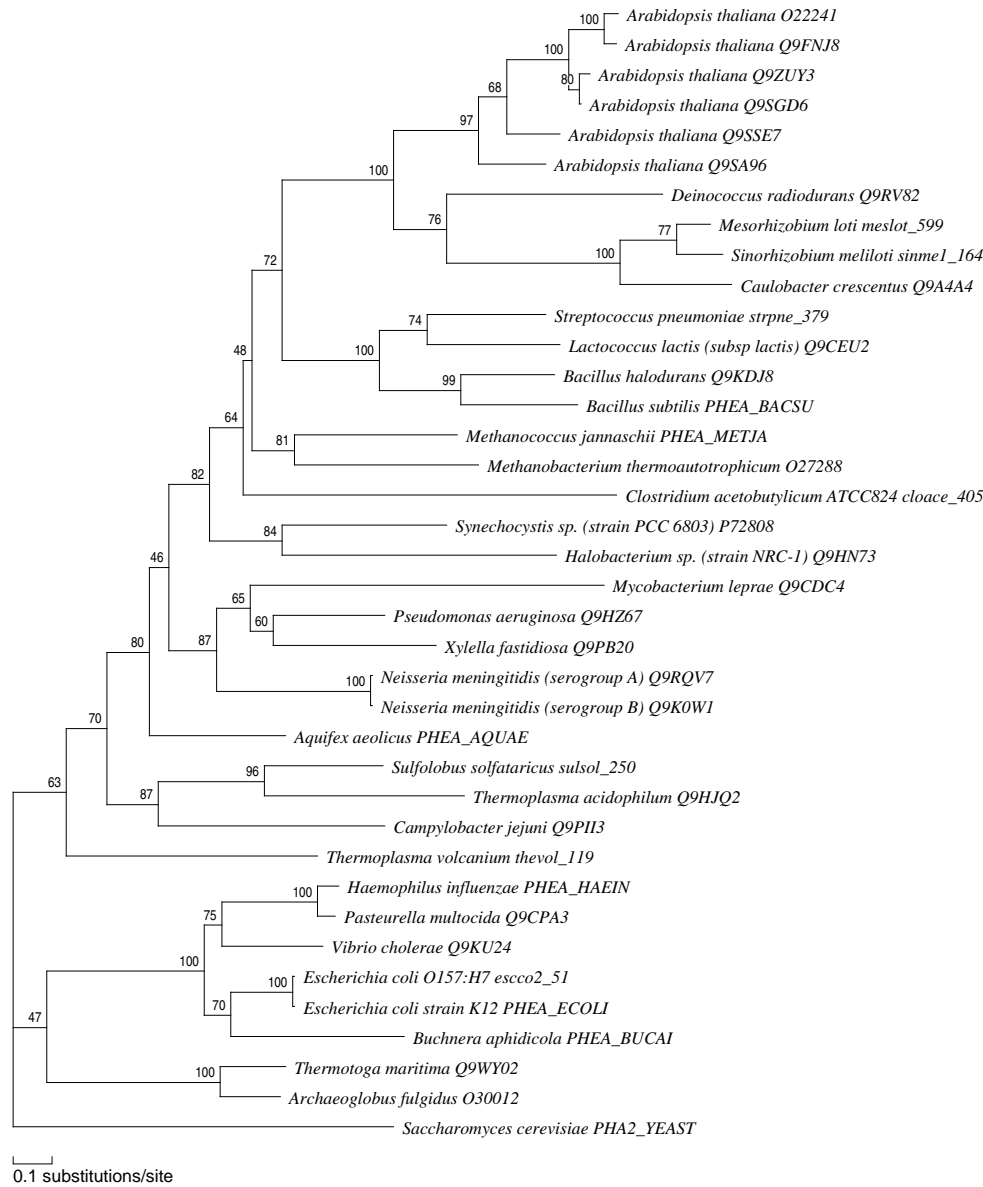 100
Arabidopsis thaliana O22241
Arabidopsis thaliana Q9FNJ8
100
Arabidopsis thaliana Q9ZUY3
80
Arabidopsis thaliana Q9SGD6
68
Arabidopsis thaliana Q9SSE7
97
Arabidopsis thaliana Q9SA96
100
Deinococcus radiodurans Q9RV82
76
Mesorhizobium loti meslot_599
77
Sinorhizobium meliloti sinme1_164
100
Caulobacter crescentus Q9A4A4
72
Streptococcus pneumoniae strpne_379
74
Lactococcus lactis (subsp lactis) Q9CEU2
100
Bacillus halodurans Q9KDJ8
99
Bacillus subtilis PHEA_BACSU
48
Methanococcus jannaschii PHEA_METJA
81
Methanobacterium thermoautotrophicum O27288
64
Clostridium acetobutylicum ATCC824 cloace_405
82
Synechocystis sp. (strain PCC 6803) P72808
84
Halobacterium sp. (strain NRC-1) Q9HN73
46
Mycobacterium leprae Q9CDC4
65
Pseudomonas aeruginosa Q9HZ67
60
Xylella fastidiosa Q9PB20
87
Neisseria meningitidis (serogroup A) Q9RQV7
100
Neisseria meningitidis (serogroup B) Q9K0W1
80
Aquifex aeolicus PHEA_AQUAE
70
Sulfolobus solfataricus sulsol_250
96
Thermoplasma acidophilum Q9HJQ2
87
Campylobacter jejuni Q9PII3
63
Thermoplasma volcanium thevol_119
Haemophilus influenzae PHEA_HAEIN
100
Pasteurella multocida Q9CPA3
75
Vibrio cholerae Q9KU24
100
Escherichia coli O157:H7 escco2_51
100
Escherichia coli strain K12 PHEA_ECOLI
70
Buchnera aphidicola PHEA_BUCAI
47
Thermotoga maritima Q9WY02
100
Archaeoglobus fulgidus O30012
Saccharomyces cerevisiae PHA2_YEAST
0.1 substitutions/site